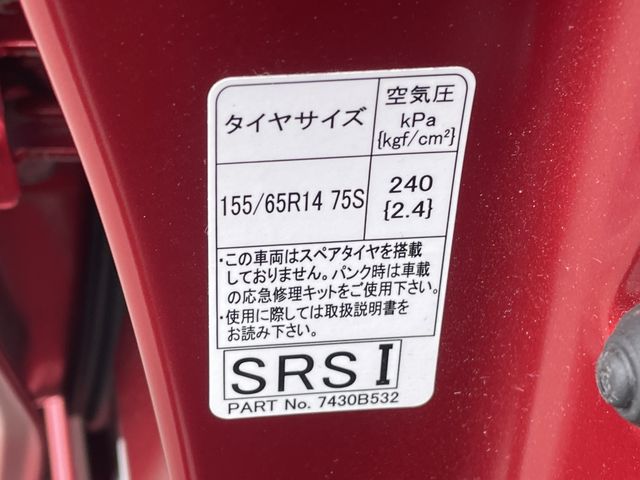 タイヤサイズ
空気圧
kPa
{kgf/cm²}
155/65R14 75S
240
{2.4}
・この車両はスペアタイヤを搭載
しておりません。パンク時は車載
の応急修理キットをご使用下さい。
・使用に際しては取扱説明書を
お読み下さい。
SRS I
PART No. 7430B532